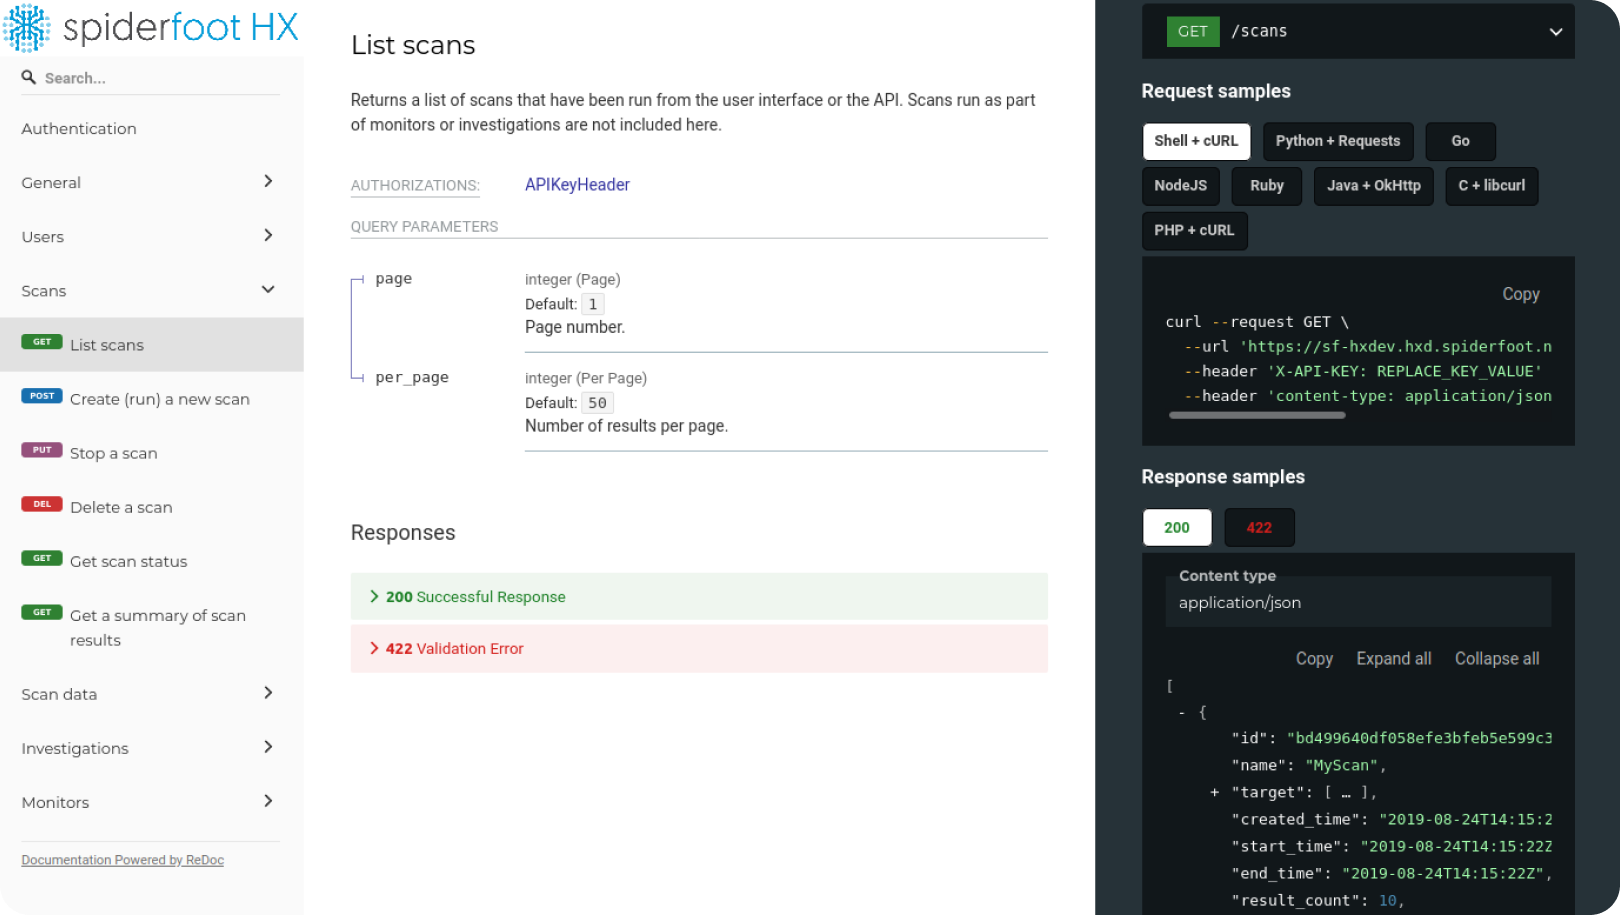 spiderfoot HX
Search...
Authentication
General
Users
Scans
GET List scans
POST Create (run) a new scan
PUT Stop a scan
DEL Delete a scan
GET Get scan status
GET Get a summary of scan
results
Scan data
Investigations
Monitors
Documentation Powered by ReDoc
List scans
Returns a list of scans that have been run from the user interface or the API. Scans run as part
of monitors or investigations are not included here.
AUTHORIZATIONS: APIKeyHeader
QUERY PARAMETERS
page integer (Page)
Default: 1
Page number.
per_page integer (Per Page)
Default: 50
Number of results per page.
Responses
200 Successful Response
422 Validation Error
GET /scans
Request samples
Shell + cURL Python + Requests Go
NodeJS Ruby Java + OkHttp C + libcurl
PHP + cURL
Copy
curl --request GET \
--url 'https://sf-hxdev.hxd.spiderfoot.n
--header 'X-API-KEY: REPLACE_KEY_VALUE'
--header 'content-type: application/json
Response samples
200 422
Content type
application/json
Copy Expand all Collapse all
[
- {
"id": "bd499640df058efe3bfeb5e599c3
"name": "MyScan",
+ "target": [ … ],
"created_time": "2019-08-24T14:15:2
"start_time": "2019-08-24T14:15:22Z
"end_time": "2019-08-24T14:15:22Z",
"result_count": 10,